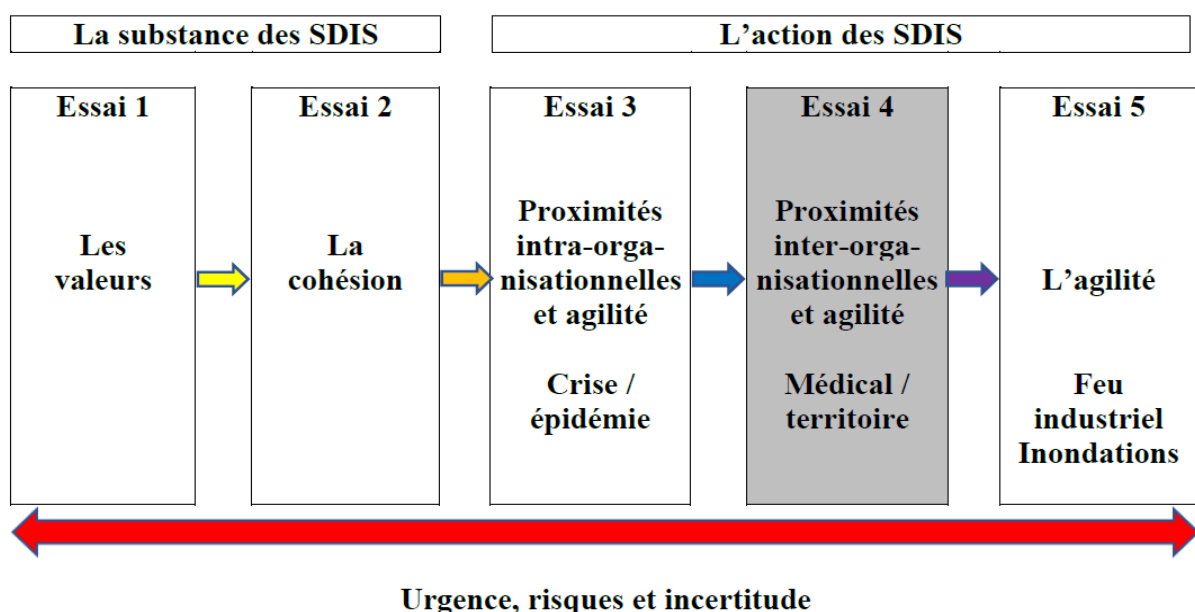 La substance des SDIS
L'action des SDIS
Essai 1
Les
valeurs
Essai 2
La
cohésion
Essai 3
Proximités
intra-orga-
nisationnelles
et agilité
Crise /
épidémie
Essai 4
Proximités
inter-orga-
nisationnelles
et agilité
Médical /
territoire
Essai 5
L'agilité
Feu
industriel
Inondations
Urgence, risques et incertitude